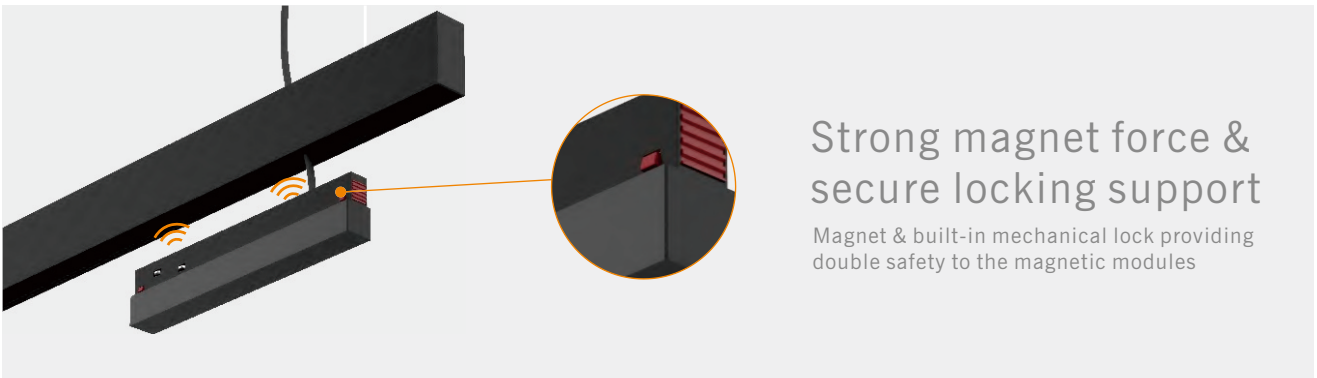 Strong magnet force &
secure locking support
Magnet & built-in mechanical lock providing
double safety to the magnetic modules